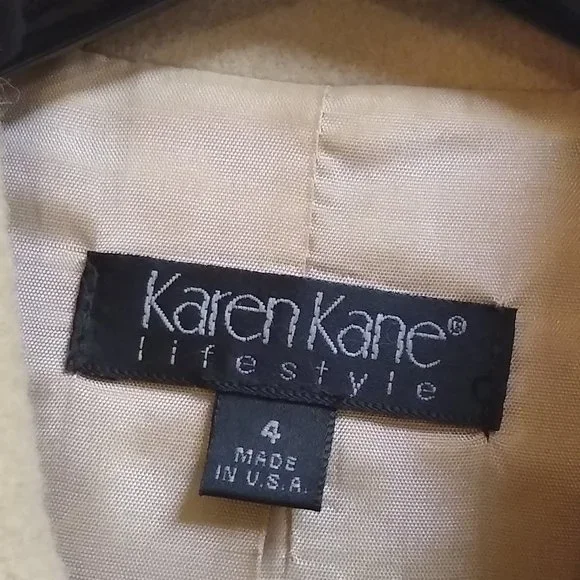 Karen Kane®
lifestyle
4
MADE
IN U.S.A.